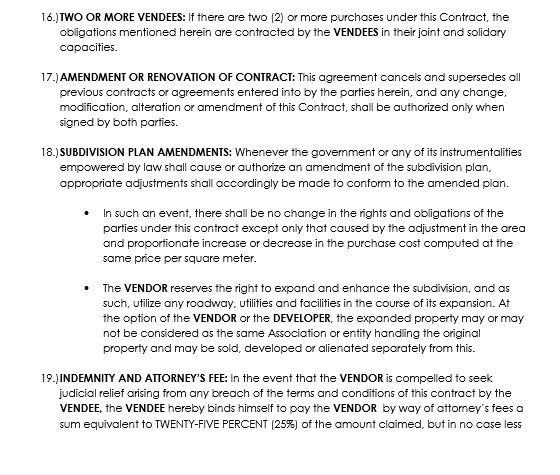 16.)TWO OR MORE VENDEES: If there are two (2) or more purchases under this Contract, the
obligations mentioned herein are contracted by the VENDEES in their joint and solidary
capacities.
17.)AMENDMENT OR RENOVATION OF CONTRACT: This agreement cancels and supersedes all
previous contracts or agreements entered into by the parties herein, and any change,
modification, alteration or amendment of this Contract, shall be authorized only when
signed by both parties.
18.)SUBDIVISION PLAN AMENDMENTS: Whenever the government or any of its instrumentalities
empowered by law shall cause or authorize an amendment of the subdivision plan,
appropriate adjustments shall accordingly be made to conform to the amended plan.
• In such an event, there shall be no change in the rights and obligations of the
parties under this contract except only that caused by the adjustment in the area
and proportionate increase or decrease in the purchase cost computed at the
same price per square meter.
• The VENDOR reserves the right to expand and enhance the subdivision, and as
such, utilize any roadway, utilities and facilities in the course of its expansion. At
the option of the VENDOR or the DEVELOPER, the expanded property may or may
not be considered as the same Association or entity handling the original
property and may be sold, developed or alienated separately from this.
19.)INDEMNITY AND ATTORNEY'S FEE: In the event that the VENDOR is compelled to seek
judicial relief arising from any breach of the terms and conditions of this contract by the
VENDEE, the VENDEE hereby binds himself to pay the VENDOR by way of attorney's fees a
sum equivalent to TWENTY-FIVE PERCENT (25%) of the amount claimed, but in no case less